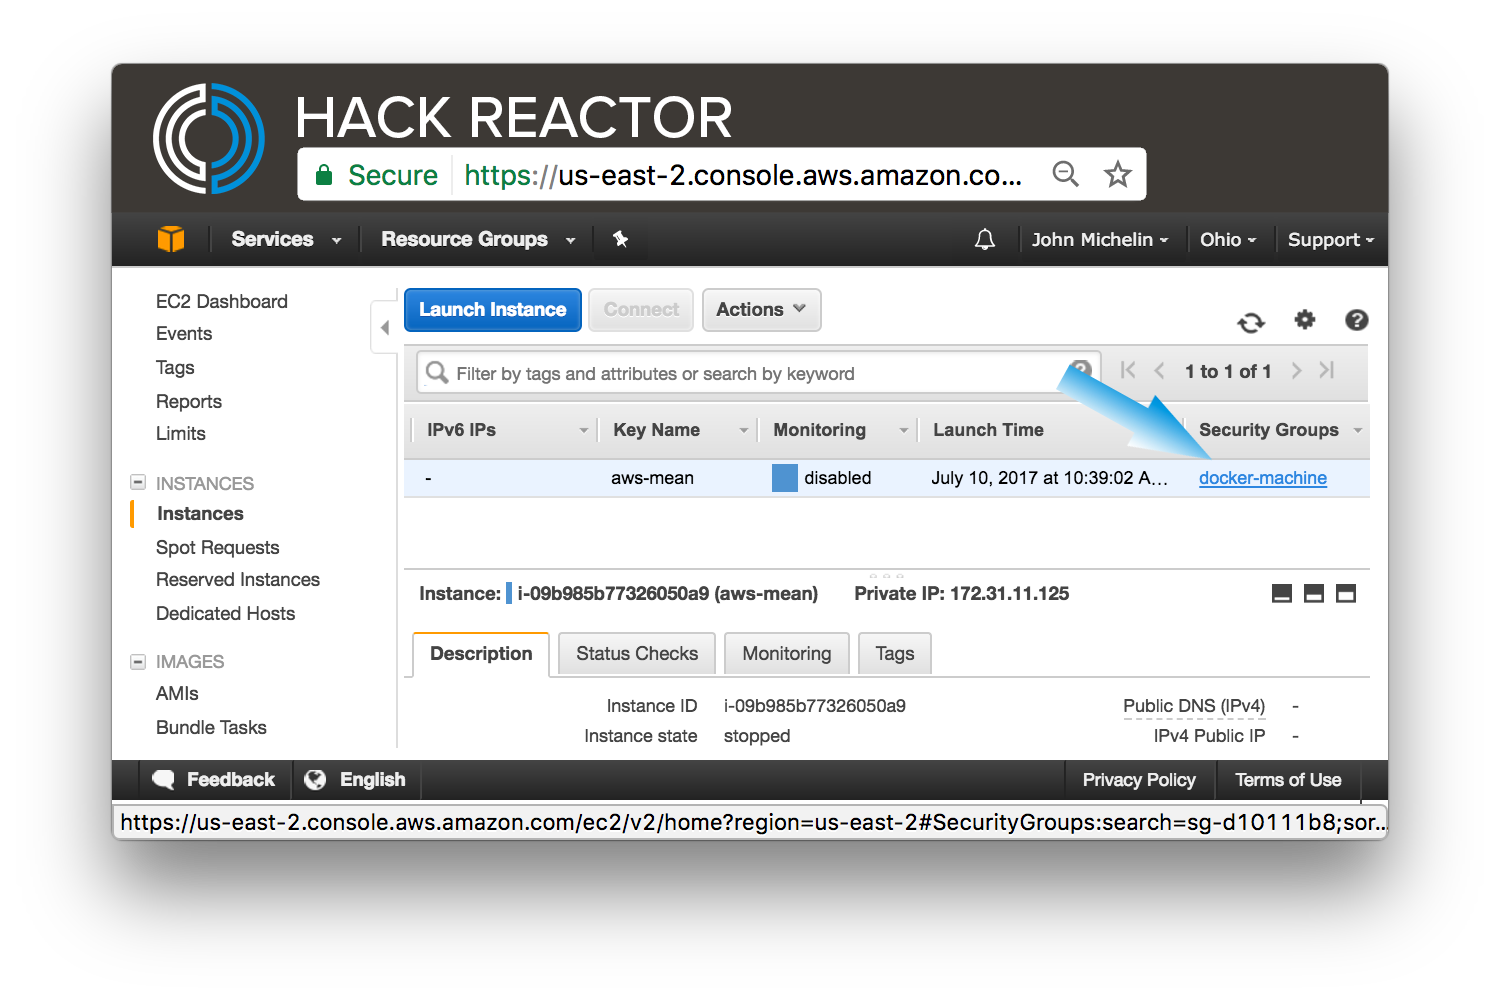 HACK REACTOR
Secure https://us-east-2.console.aws.amazon.co...
Services Resource Groups John Michelin Ohio Support
EC2 Dashboard
Events
Tags
Reports
Limits
INSTANCES
Instances
Spot Requests
Reserved Instances
Dedicated Hosts
IMAGES
AMIs
Bundle Tasks
Launch Instance Connect Actions
Filter by tags and attributes or search by keyword 1 to 1 of 1
IPv6 IPs Key Name Monitoring Launch Time Security Groups
- aws-mean disabled July 10, 2017 at 10:39:02 A... docker-machine
Instance: i-09b985b77326050a9 (aws-mean) Private IP: 172.31.11.125
Description Status Checks Monitoring Tags
Instance ID i-09b985b77326050a9 Public DNS (IPv4) -
Instance state stopped IPv4 Public IP -
Feedback English Privacy Policy Terms of Use
https://us-east-2.console.aws.amazon.com/ec2/v2/home?region=us-east-2#SecurityGroups:search=sg-d10111b8;sor...